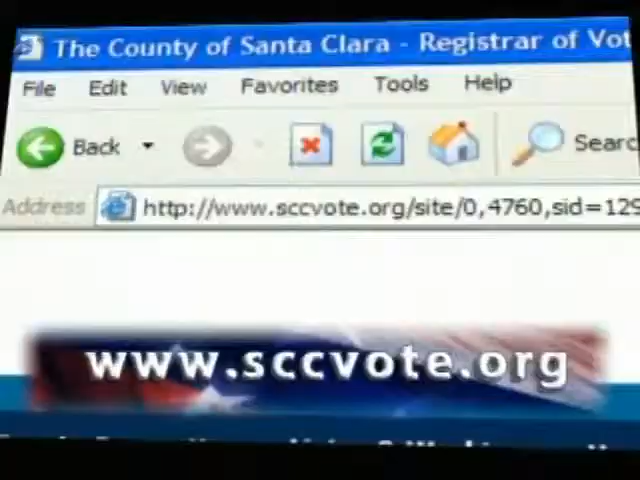 The County of Santa Clara - Registrar of Vot
File Edit View Favorites Tools Help
Back Searc
Address http://www.sccvote.org/site/0,4760,sid=129
www.sccvote.org